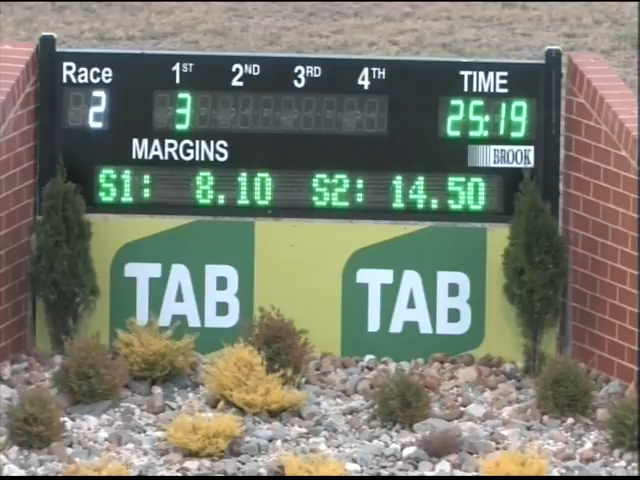 Race 1ST 2ND 3RD 4TH TIME
2 3 25:19
MARGINS BROOK
S1: 8.10 S2: 14.50
TAB TAB